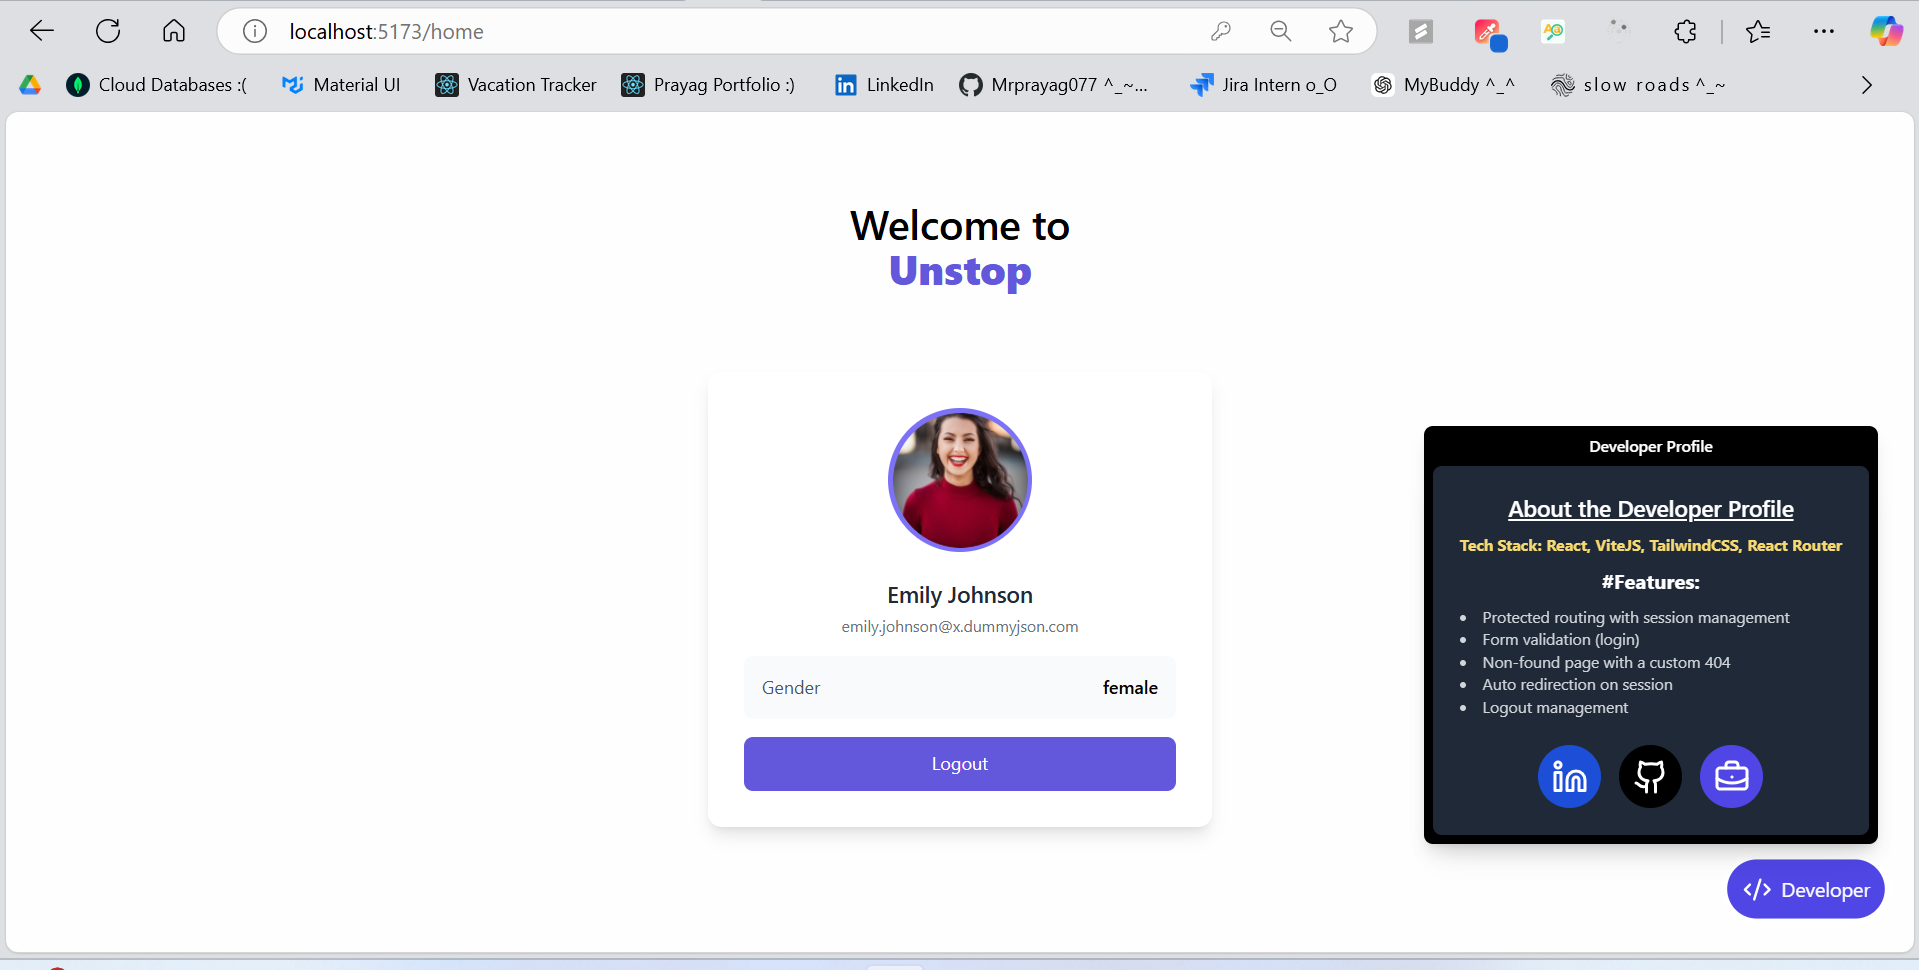 localhost:5173/home
Cloud Databases :( Material UI Vacation Tracker Prayag Portfolio :) LinkedIn Mrprayag077 ^_~... Jira Intern o_O MyBuddy ^_^ slow roads ^_~
Welcome to
Unstop
Emily Johnson
emily.johnson@x.dummyjson.com
Gender female
Logout
Developer Profile
About the Developer Profile
Tech Stack: React, ViteJS, TailwindCSS, React Router
#Features:
• Protected routing with session management
• Form validation (login)
• Non-found page with a custom 404
• Auto redirection on session
• Logout management
</> Developer